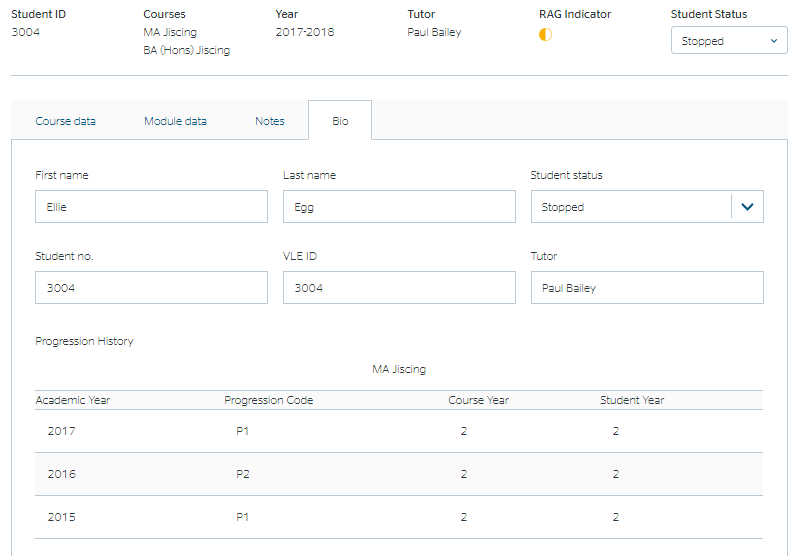 Student ID Courses Year Tutor RAG Indicator Student Status
3004 MA Jiscing 2017-2018 Paul Bailey Stopped
BA (Hons) Jiscing
Course data Module data Notes Bio
First name Last name Student status
Ellie Egg Stopped
Student no. VLE ID Tutor
3004 3004 Paul Bailey
Progression History
MA Jiscing
Academic Year Progression Code Course Year Student Year
2017 P1 2 2
2016 P2 2 2
2015 P1 2 2